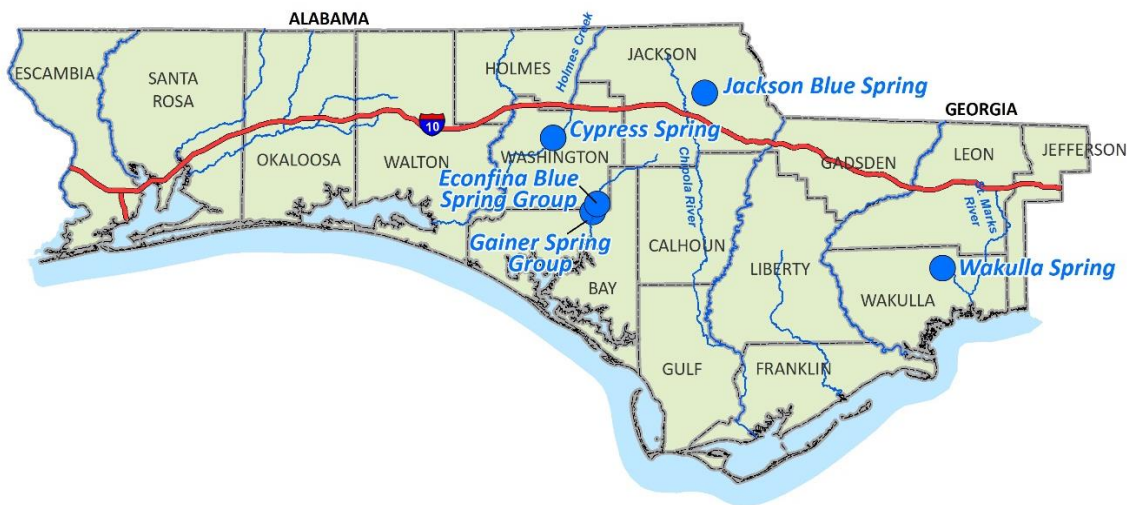 ALABAMA
ESCAMBIA
SANTA
ROSA
OKALOOSA
WALTON
HOLMES
Holmes Creek
JACKSON
Jackson Blue Spring
10
Cypress Spring
WASHINGTON
GEORGIA
GADSDEN
LEON
JEFFERSON
Econfina Blue
Spring Group
Gainer Spring
Group
Chipola River
St. Marks
River
CALHOUN
BAY
LIBERTY
Wakulla Spring
WAKULLA
GULF
FRANKLIN